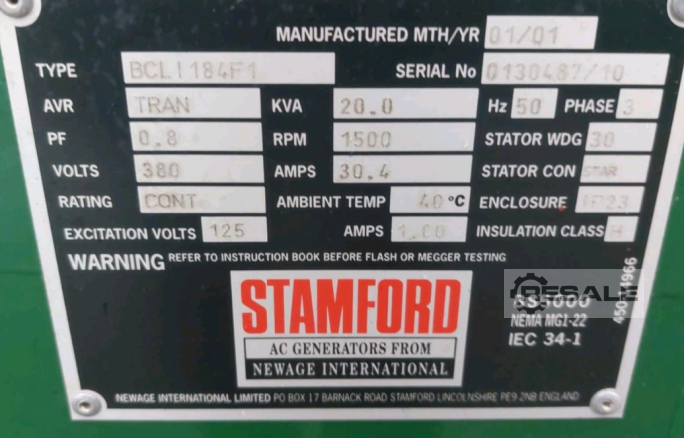 MANUFACTURED MTH/YR 01/01
TYPE BCLI184F1 SERIAL No 0130487/10
AVR TRAN KVA 20.0 Hz 50 PHASE 3
PF 0.8 RPM 1500 STATOR WDG 30
VOLTS 380 AMPS 30.4 STATOR CON STAR
RATING CONT AMBIENT TEMP 40 °C ENCLOSURE IP23
EXCITATION VOLTS 125 AMPS 1.00 INSULATION CLASS H
WARNING REFER TO INSTRUCTION BOOK BEFORE FLASH OR MEGGER TESTING
STAMFORD
AC GENERATORS FROM
NEWAGE INTERNATIONAL
RESALE
BS5000
NEMA MG1-22
IEC 34-1
NEWAGE INTERNATIONAL LIMITED PO BOX 17 BARNACK ROAD STAMFORD LINCOLNSHIRE PE9 2NB ENGLAND